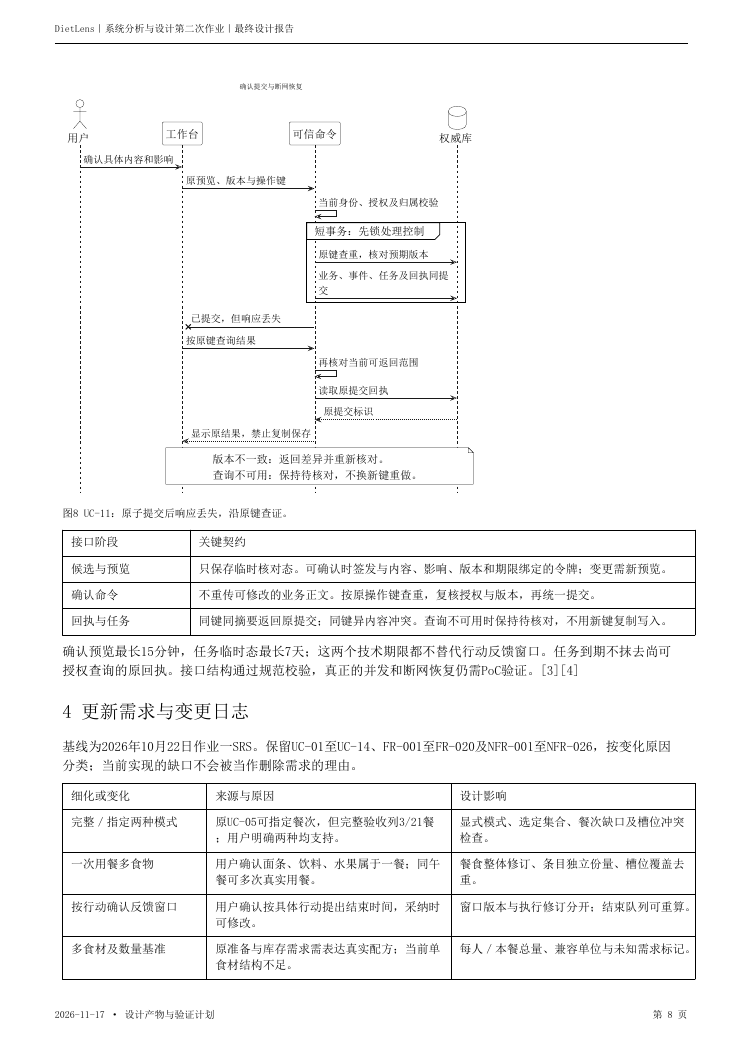 DietLens | 系统分析与设计第二次作业 | 最终设计报告
确认提交与断网恢复
用户
工作台
可信命令
权威库
确认具体内容和影响
原预览、版本与操作键
当前身份、授权及归属校验
短事务: 先锁处理控制
原键查重, 核对预期版本
业务、事件、任务及回执同提
交
已提交, 但响应丢失
按原键查询结果
再核对当前可返回范围
读取原提交回执
原提交标识
显示原结果, 禁止复制保存
版本不一致: 返回差异并重新核对。
查询不可用: 保持待核对, 不换新键重做。
图8 UC-11: 原子提交后响应丢失, 沿原键查证。
接口阶段 关键契约
候选与预览 只保存临时核对态。可确认时签发与内容、影响、版本和期限绑定的令牌; 变更需新预览。
确认命令 不重传可修改的业务正文。按原操作键查重, 复核授权与版本, 再统一提交。
回执与任务 同键同摘要返回原提交; 同键异内容冲突。查询不可用时保持待核对, 不用新键复制写入。
确认预览最长15分钟, 任务临时态最长7天; 这两个技术期限都不替代行动反馈窗口。任务到期不抹去尚可
授权查询的原回执。接口结构通过规范校验, 真正的并发和断网恢复仍需PoC验证。[3][4]
4 更新需求与变更日志
基线为2026年10月22日作业一SRS。保留UC-01至UC-14、FR-001至FR-020及NFR-001至NFR-026, 按变化原因
分类; 当前实现的缺口不会被当作删除需求的理由。
细化或变化 来源与原因 设计影响
完整 / 指定两种模式 原UC-05可指定餐次, 但完整验收列3/21餐 显式模式、选定集合、餐次缺口及槽位冲突
; 用户明确两种均支持。 检查。
一次用餐多食物 用户确认面条、饮料、水果属于一餐; 同午 餐食整体修订、条目独立份量、槽位覆盖去
餐可多次真实用餐。 重。
按行动确认反馈窗口 用户确认按具体行动提出结束时间, 采纳时 窗口版本与执行修订分开; 结束队列可重算。
可修改。
多食材及数量基准 原准备与库存需求需表达真实配方; 当前单 每人 / 本餐总量、兼容单位与未知需求标记。
食材结构不足。
2026-11-17 • 设计产物与验证计划 第 8 页